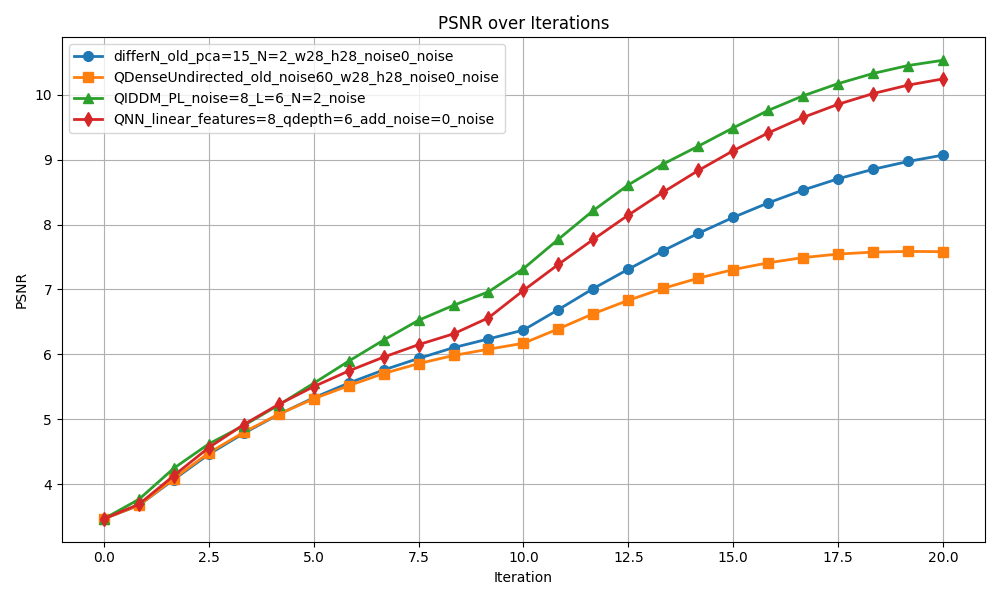 PSNR over Iterations
differN_old_pca=15_N=2_w28_h28_noise0_noise
QDenseUndirected_old_noise60_w28_h28_noise0_noise
QIDDM_PL_noise=8_L=6_N=2_noise
QNN_linear_features=8_qdepth=6_add_noise=0_noise
PSNR
10
9
8
7
6
5
4
0.0 2.5 5.0 7.5 10.0 12.5 15.0 17.5 20.0
Iteration